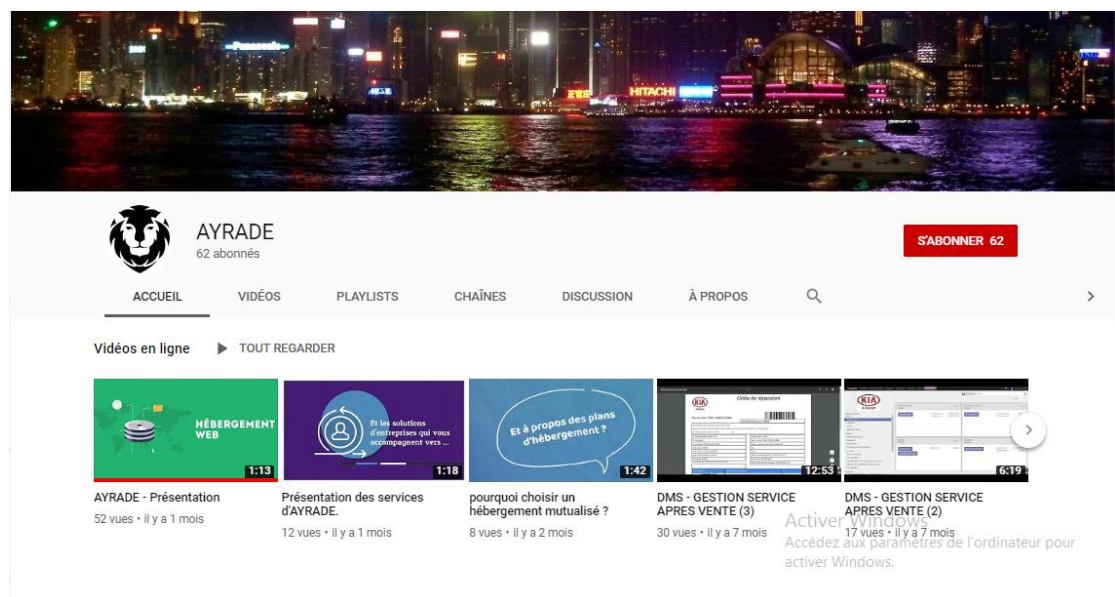 Panasonic
HITACHI
AYRADE
62 abonnés
S'ABONNER 62
ACCUEIL
VIDÉOS
PLAYLISTS
CHAÎNES
DISCUSSION
À PROPOS
Vidéos en ligne
TOUT REGARDER
HÉBERGEMENT
WEB
1:13
Et les solutions
d'entreprises qui vous
accompagnent vers ...
1:18
Et à propos des plans
d'hébergement ?
1:42
KIA
Ordre de réparation
12:53
KIA
6:19
AYRADE - Présentation
52 vues • il y a 1 mois
Présentation des services
d'AYRADE.
12 vues • il y a 1 mois
pourquoi choisir un
hébergement mutualisé ?
8 vues • il y a 2 mois
DMS - GESTION SERVICE
APRES VENTE (3)
30 vues • il y a 7 mois
DMS - GESTION SERVICE
APRES VENTE (2)
17 vues • il y a 7 mois
Activer Windows
Accédez aux paramètres de l'ordinateur pour
activer Windows.